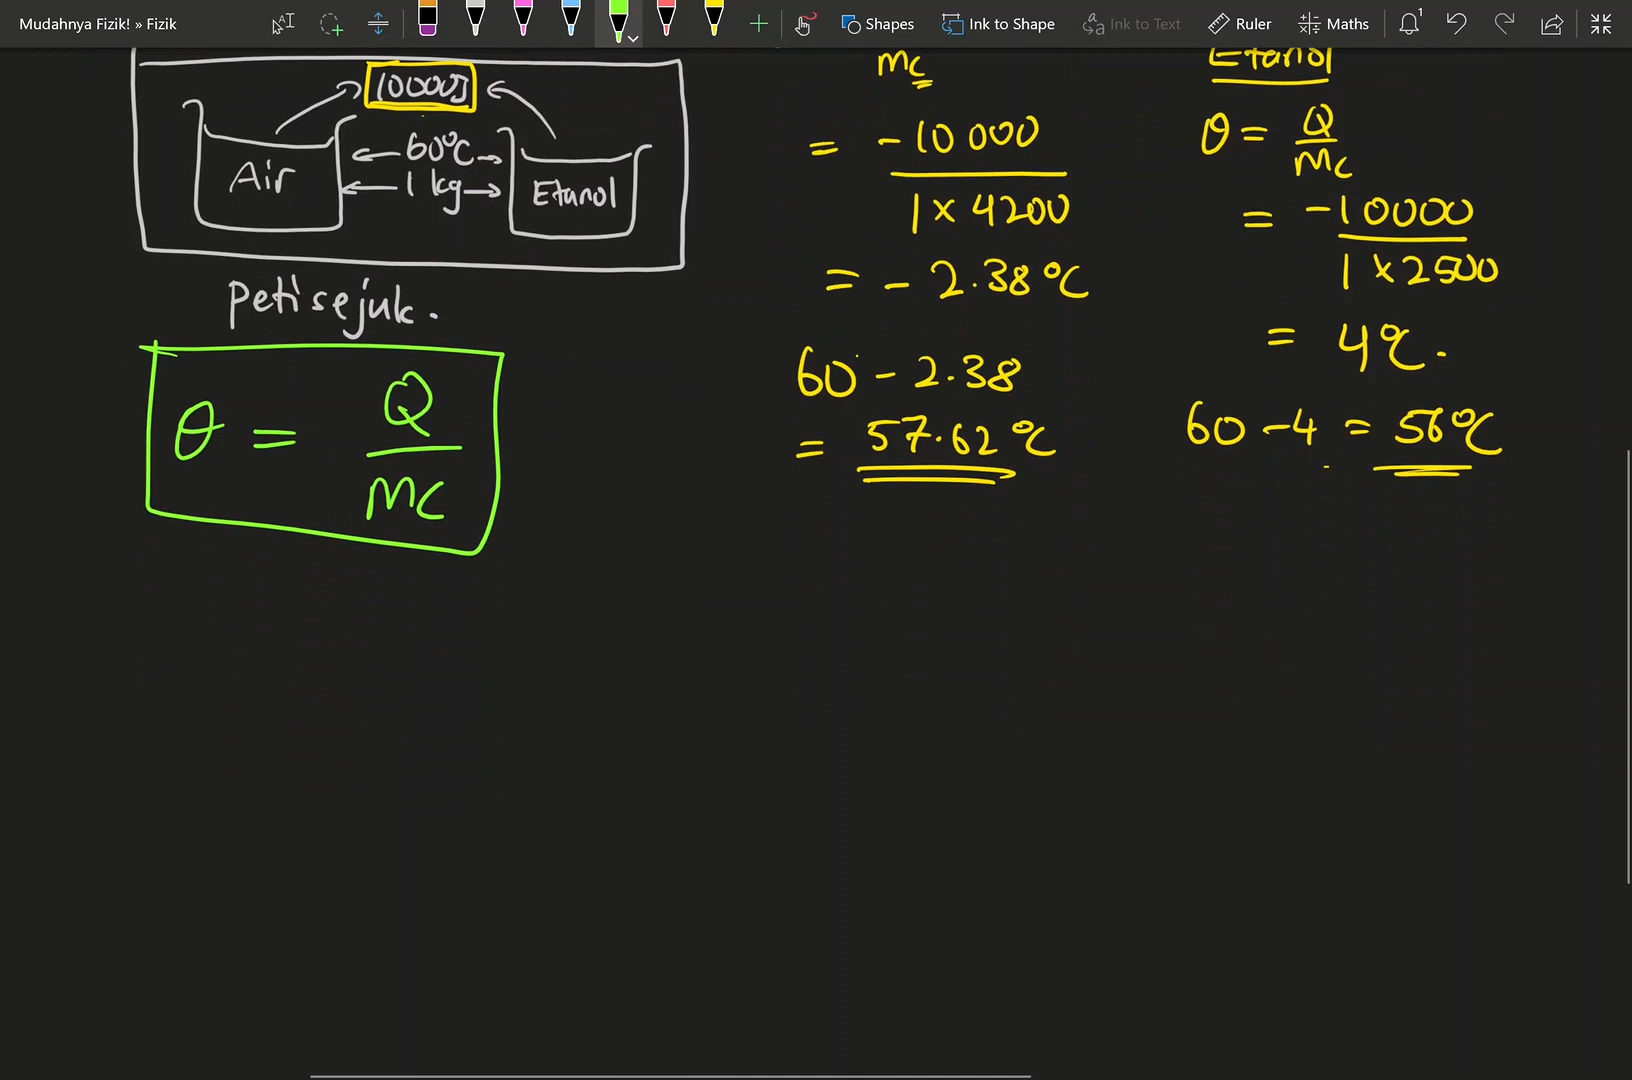 Mudahnya Fizik! » Fizik
Shapes
Ink to Shape
Ink to Text
Ruler
Maths
1
10000J
60°C
1 kg
Air
Etanol
Peti sejuk.
θ = Q
mc
mc
= -10 000
1 x 4200
= - 2.38°C
60 - 2.38
= 57.62°C
Etanol
θ = Q
mc
= -10000
1 x 2500
= 4°C.
60 - 4 = 56°C